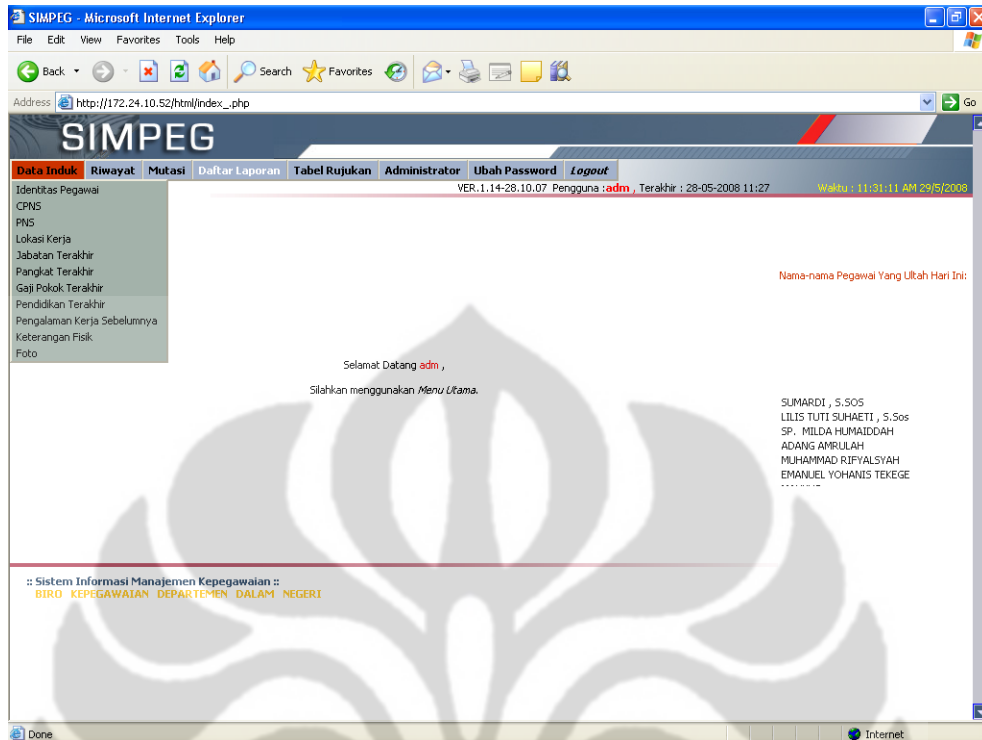 SIMPEG - Microsoft Internet Explorer
File Edit View Favorites Tools Help
Back Search Favorites
Address http://172.24.10.52/html/index_.php Go
SIMPEG
Data Induk Riwayat Mutasi Daftar Laporan Tabel Rujukan Administrator Ubah Password Logout
VER.1.14-28.10.07 Pengguna :adm , Terakhir : 28-05-2008 11:27 Waktu : 11:31:11 AM 29/5/2008
Identitas Pegawai
CPNS
PNS
Lokasi Kerja
Jabatan Terakhir
Pangkat Terakhir
Gaji Pokok Terakhir
Pendidikan Terakhir
Pengalaman Kerja Sebelumnya
Keterangan Fisik
Foto
Nama-nama Pegawai Yang Ultah Hari Ini:
Selamat Datang adm ,
Silahkan menggunakan Menu Utama.
SUMARDI , S.SOS
LILIS TUTI SUHAETI , S.Sos
SP. MILDA HUMAIDDAH
ADANG AMRULAH
MUHAMMAD RIFYALSYAH
EMANUEL YOHANIS TEKEGE
:: Sistem Informasi Manajemen Kepegawaian ::
BIRO KEPEGAWAIAN DEPARTEMEN DALAM NEGERI
Done Internet